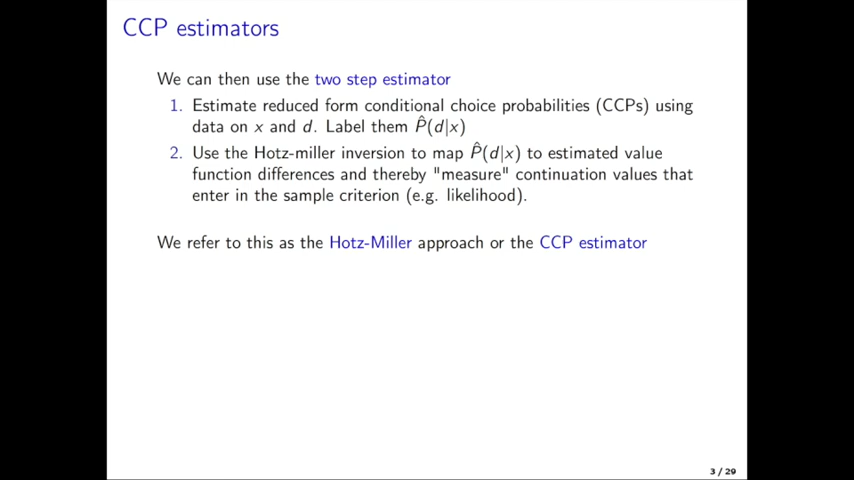 CCP estimators
We can then use the two step estimator
1. Estimate reduced form conditional choice probabilities (CCPs) using
data on x and d. Label them P̂(d|x)
2. Use the Hotz-miller inversion to map P̂(d|x) to estimated value
function differences and thereby "measure" continuation values that
enter in the sample criterion (e.g. likelihood).
We refer to this as the Hotz-Miller approach or the CCP estimator
3 / 29